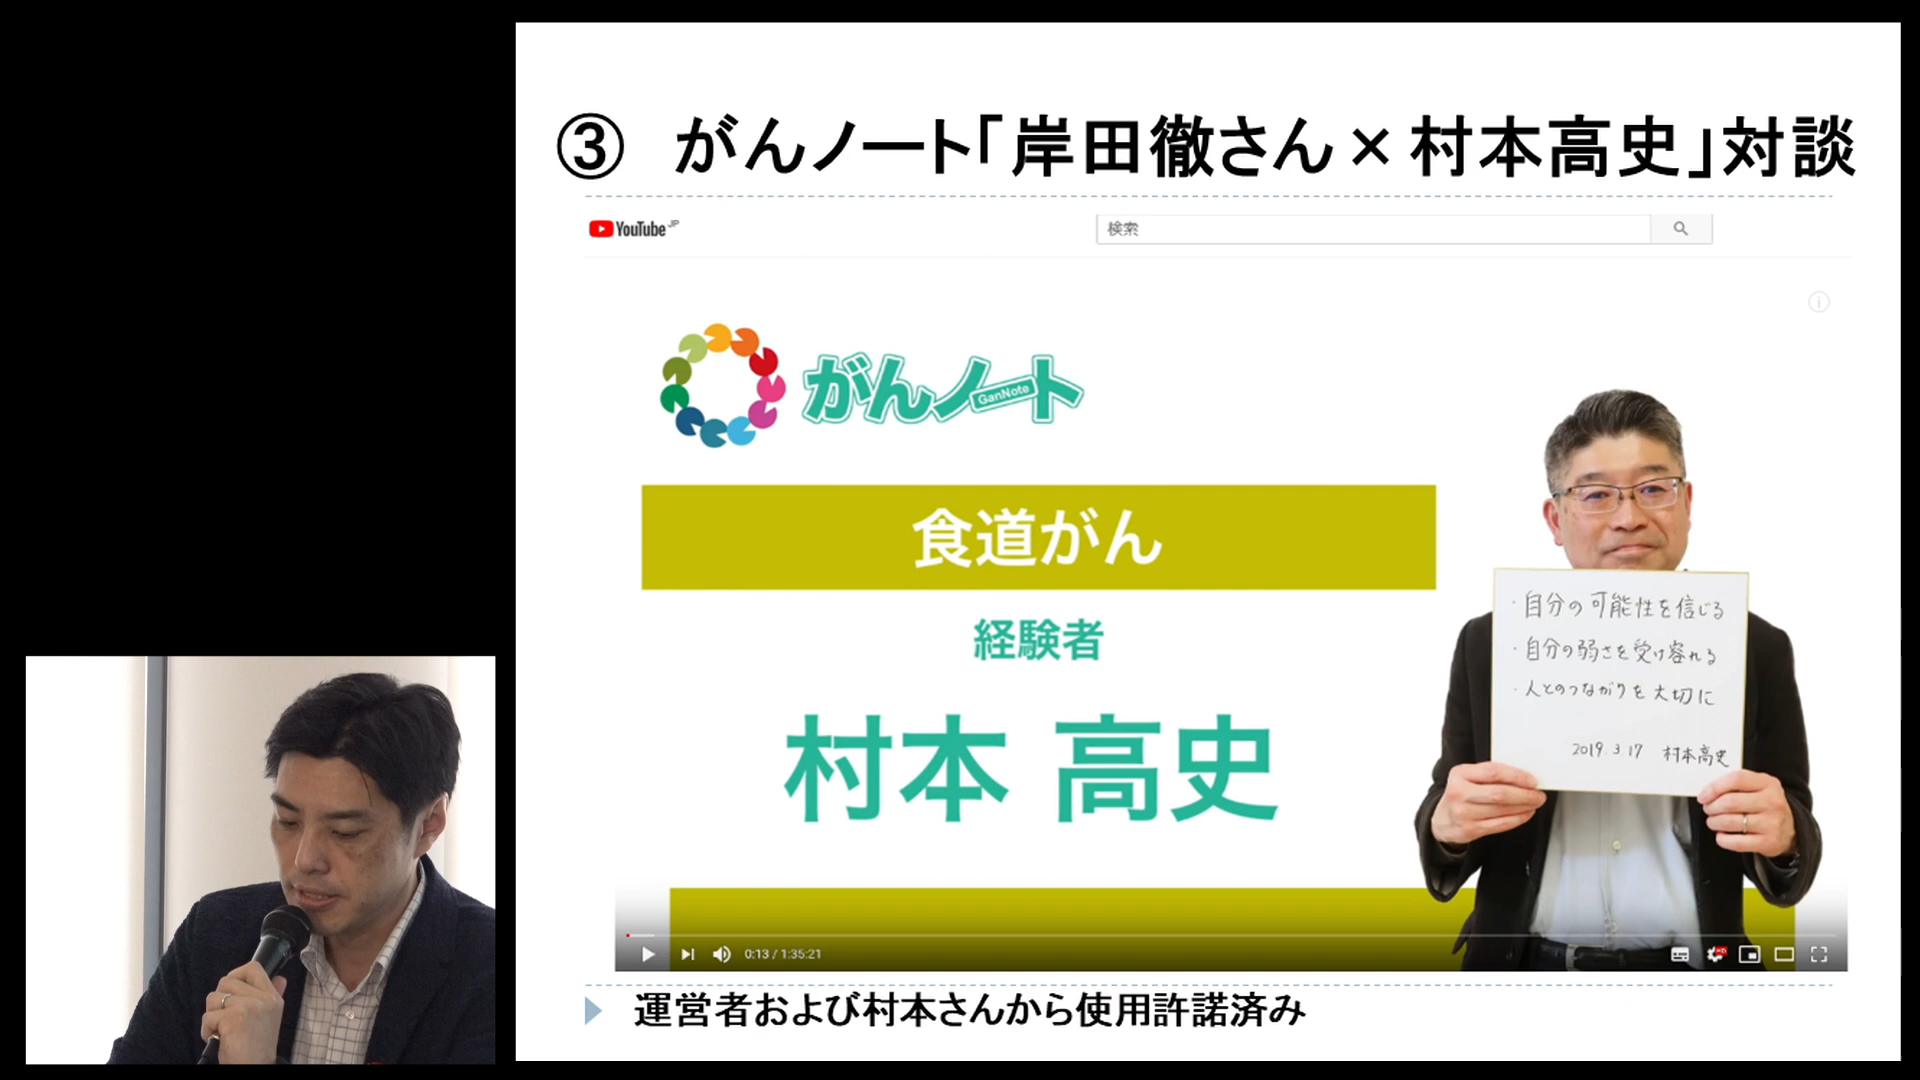 ③ がんノート「岸田徹さん×村本高史」対談
YouTube JP
検索
がんノート
GanNote
食道がん
経験者
村本 高史
・自分の可能性を信じる
・自分の弱さを受け容れる
・人とのつながりを大切に
2019.3.17 村本高史
0:13 / 1:35:21
HD
運営者および村本さんから使用許諾済み